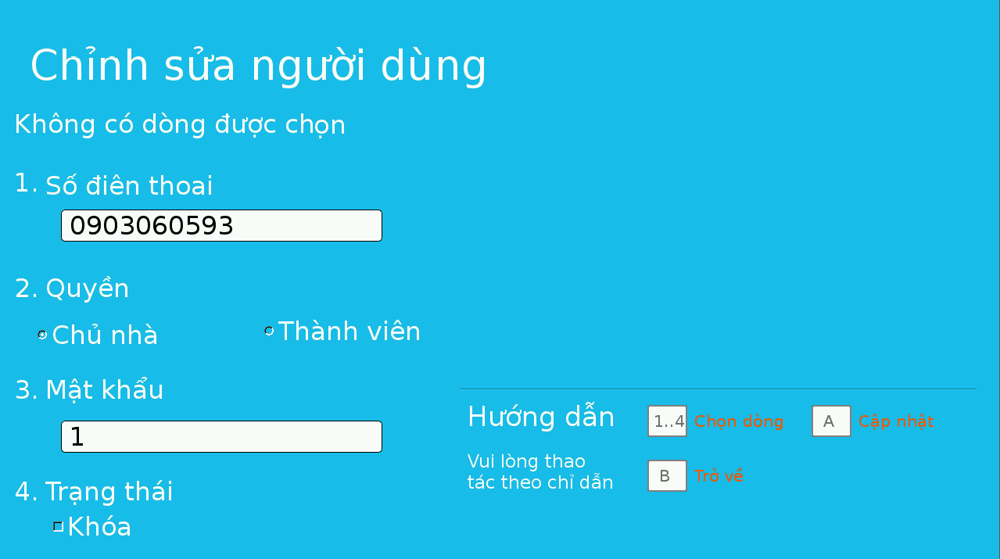 Chỉnh sửa người dùng
Không có dòng được chọn
1. Số điên thoai
0903060593
2. Quyền
Chủ nhà Thành viên
3. Mật khẩu
1
4. Trạng thái
Khóa
Hướng dẫn 1..4 Chọn dòng A Cập nhật
Vui lòng thao
tác theo chỉ dẫn B Trở về